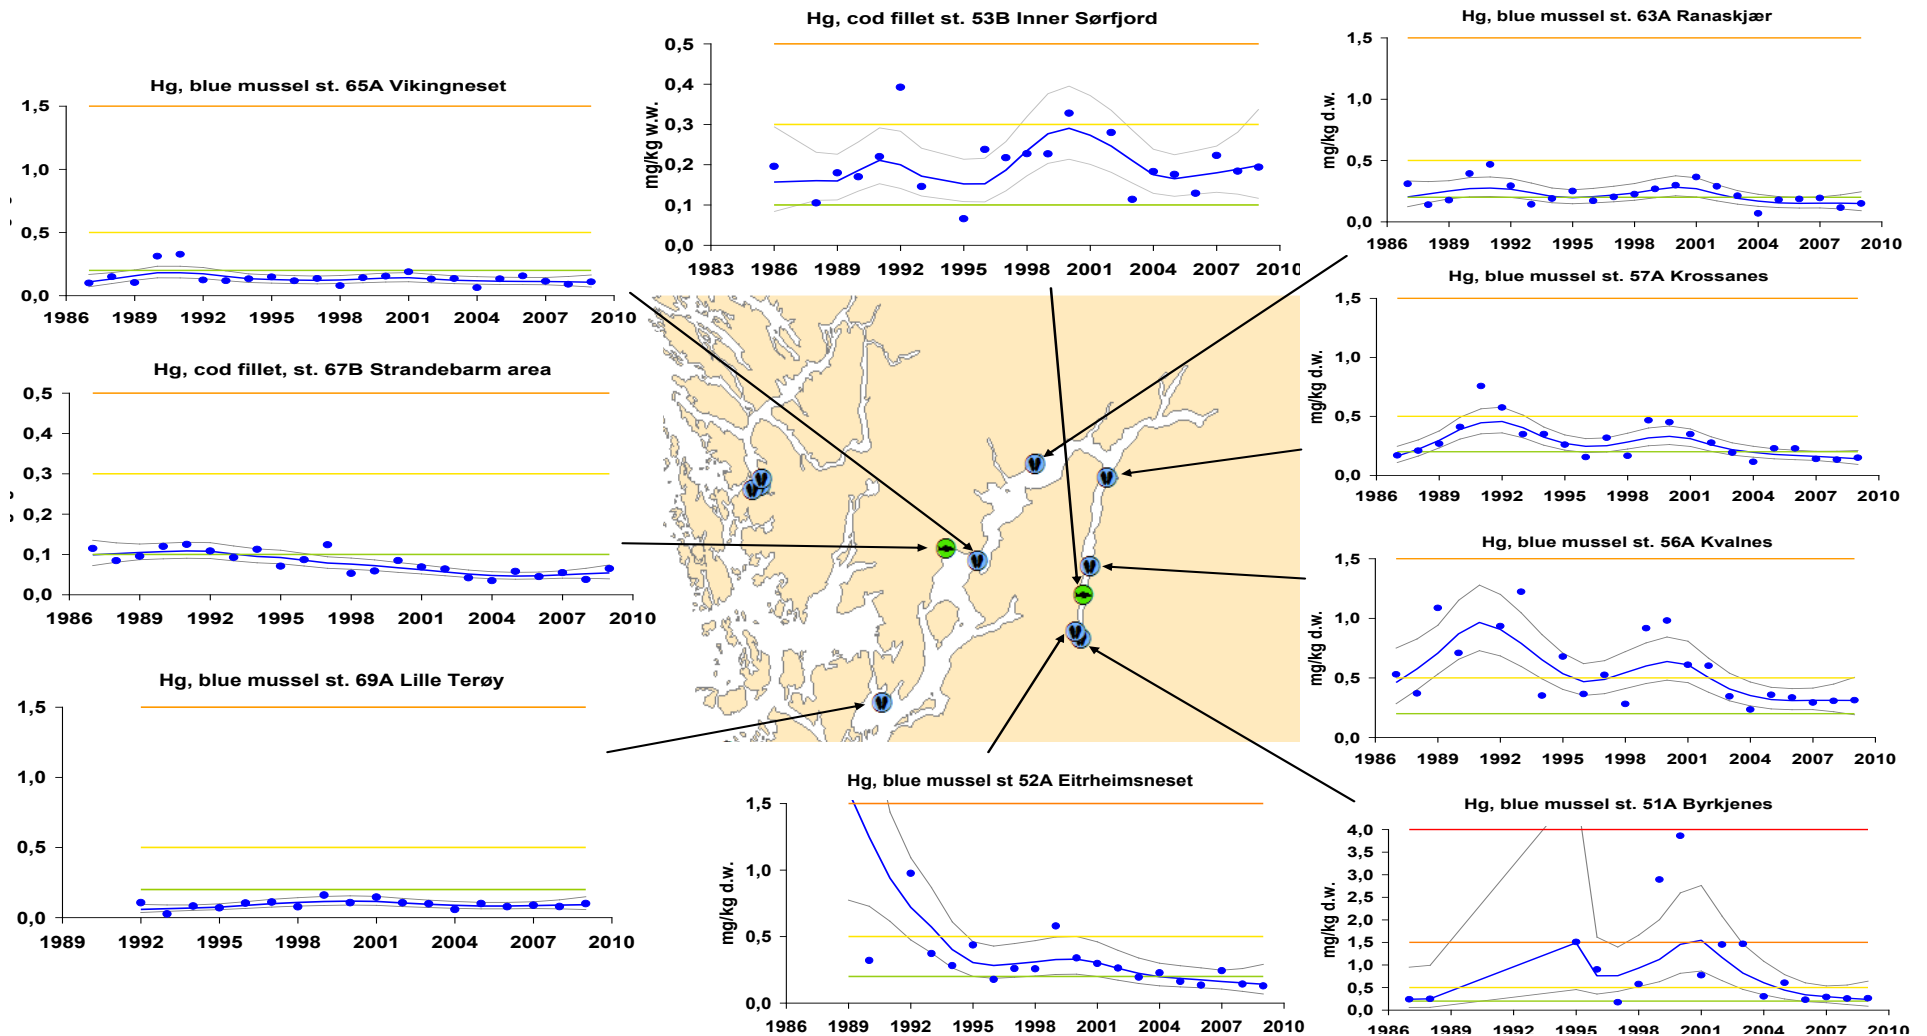 Hg, cod fillet st. 53B Inner Sørfjord
mg/kg w.w.
0,5
0,4
0,3
0,2
0,1
0,0
1983 1986 1989 1992 1995 1998 2001 2004 2007 2010
Hg, blue mussel st. 63A Ranaskjær
mg/kg d.w.
1,5
1,0
0,5
0,0
1986 1989 1992 1995 1998 2001 2004 2007 2010
Hg, blue mussel st. 65A Vikingneset
1,5
1,0
0,5
0,0
1986 1989 1992 1995 1998 2001 2004 2007 2010
Hg, blue mussel st. 57A Krossanes
mg/kg d.w.
1,5
1,0
0,5
0,0
1986 1989 1992 1995 1998 2001 2004 2007 2010
Hg, cod fillet, st. 67B Strandebarm area
0,5
0,4
0,3
0,2
0,1
0,0
1986 1989 1992 1995 1998 2001 2004 2007 2010
Hg, blue mussel st. 56A Kvalnes
mg/kg d.w.
1,5
1,0
0,5
0,0
1986 1989 1992 1995 1998 2001 2004 2007 2010
Hg, blue mussel st. 69A Lille Terøy
1,5
1,0
0,5
0,0
1989 1992 1995 1998 2001 2004 2007 2010
Hg, blue mussel st 52A Eitrheimsneset
mg/kg d.w.
1,5
1,0
0,5
0,0
1986 1989 1992 1995 1998 2001 2004 2007 2010
Hg, blue mussel st. 51A Byrkjenes
mg/kg d.w.
4,0
3,5
3,0
2,5
2,0
1,5
1,0
0,5
0,0
1986 1989 1992 1995 1998 2001 2004 2007 2010